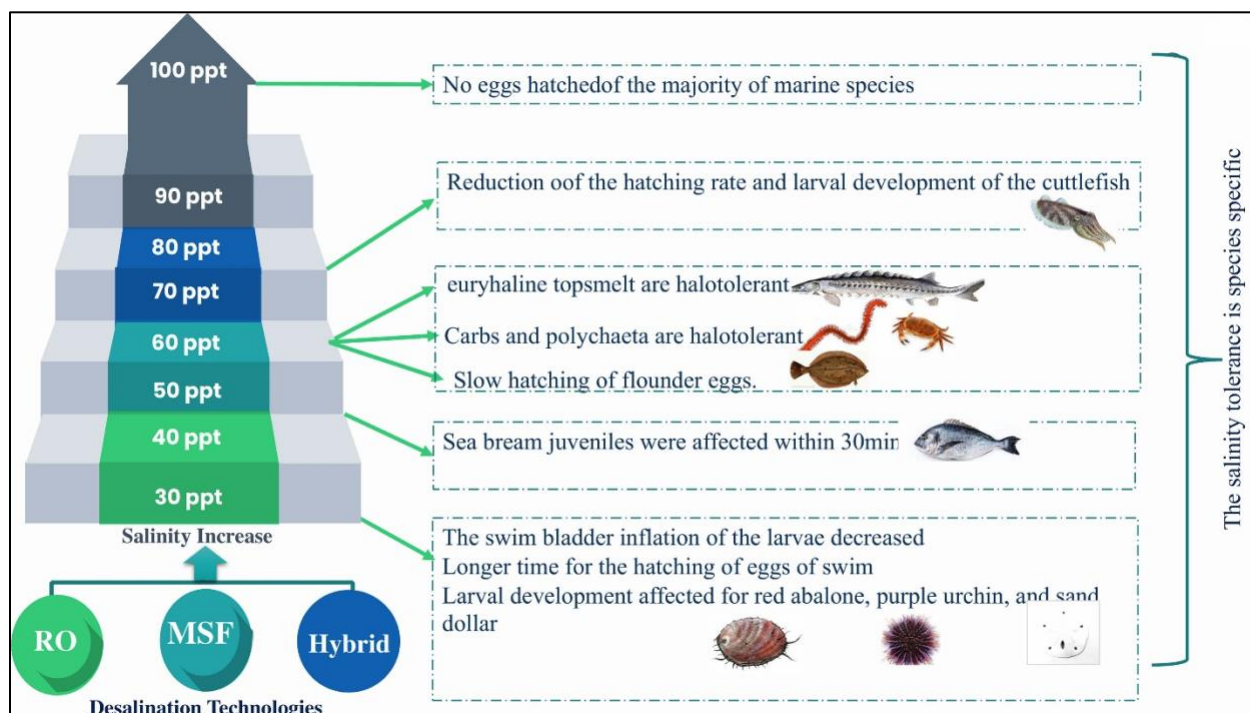 100 ppt
90 ppt
80 ppt
70 ppt
60 ppt
50 ppt
40 ppt
30 ppt
Salinity Increase
RO
MSF
Hybrid
Desalination Technologies
No eggs hatchedof the majority of marine species
Reduction oof the hatching rate and larval development of the cuttlefish
euryhaline topsmelt are halotolerant
Carbs and polychaeta are halotolerant
Slow hatching of flounder eggs.
Sea bream juveniles were affected within 30min
The swim bladder inflation of the larvae decreased
Longer time for the hatching of eggs of swim
Larval development affected for red abalone, purple urchin, and sand
dollar
The salinity tolerance is species specific